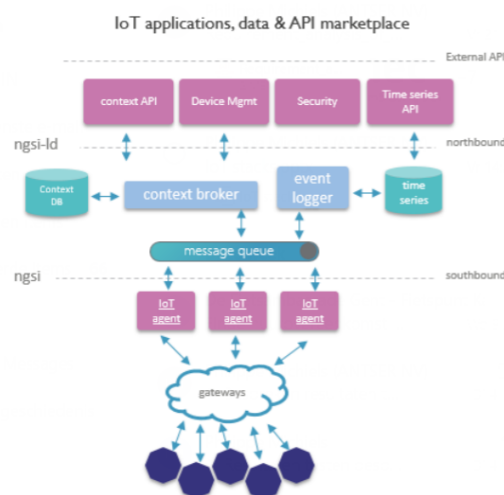 IoT applications, data & API marketplace
External API
context API
Device Mgmt
Security
Time series
API
ngsi-ld
northbound
Context
DB
context broker
event
logger
time
series
message queue
ngsi
southbound
IoT
agent
IoT
agent
IoT
agent
gateways